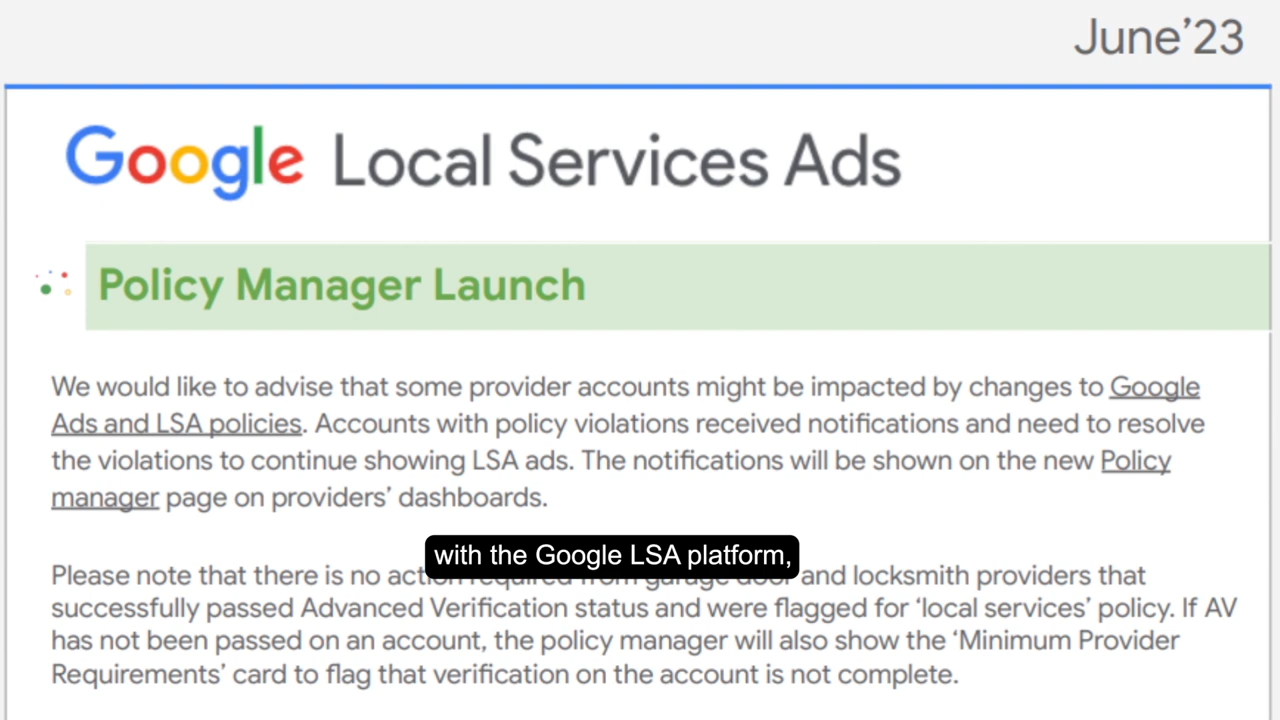 June’23
Google Local Services Ads
Policy Manager Launch
We would like to advise that some provider accounts might be impacted by changes to Google
Ads and LSA policies. Accounts with policy violations received notifications and need to resolve
the violations to continue showing LSA ads. The notifications will be shown on the new Policy
manager page on providers’ dashboards.
with the Google LSA platform,
Please note that there is no action required from garage door and locksmith providers that
successfully passed Advanced Verification status and were flagged for ‘local services’ policy. If AV
has not been passed on an account, the policy manager will also show the ‘Minimum Provider
Requirements’ card to flag that verification on the account is not complete.